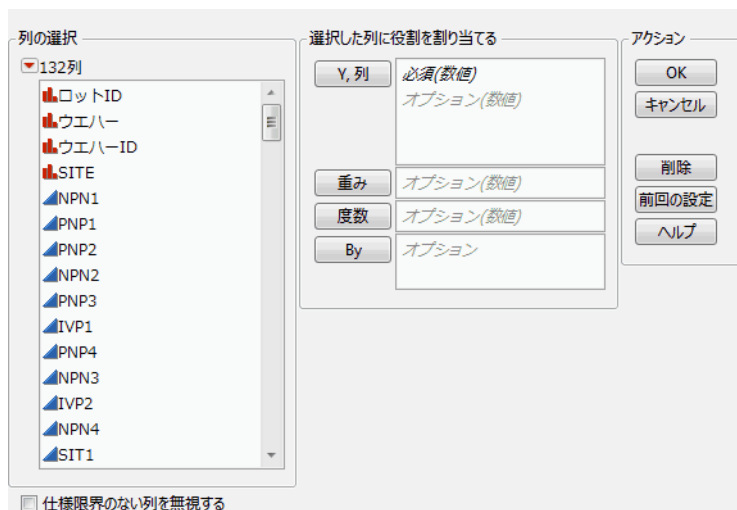 列の選択
132列
ロットID
ウエハー
ウエハーID
SITE
NPN1
PNP1
PNP2
NPN2
PNP3
IVP1
PNP4
NPN3
IVP2
NPN4
SIT1
仕様限界のない列を無視する
選択した列に役割を割り当てる
Y, 列
必須(数値)
オプション(数値)
重み
オプション(数値)
度数
オプション(数値)
By
オプション
アクション
OK
キャンセル
削除
前回の設定
ヘルプ